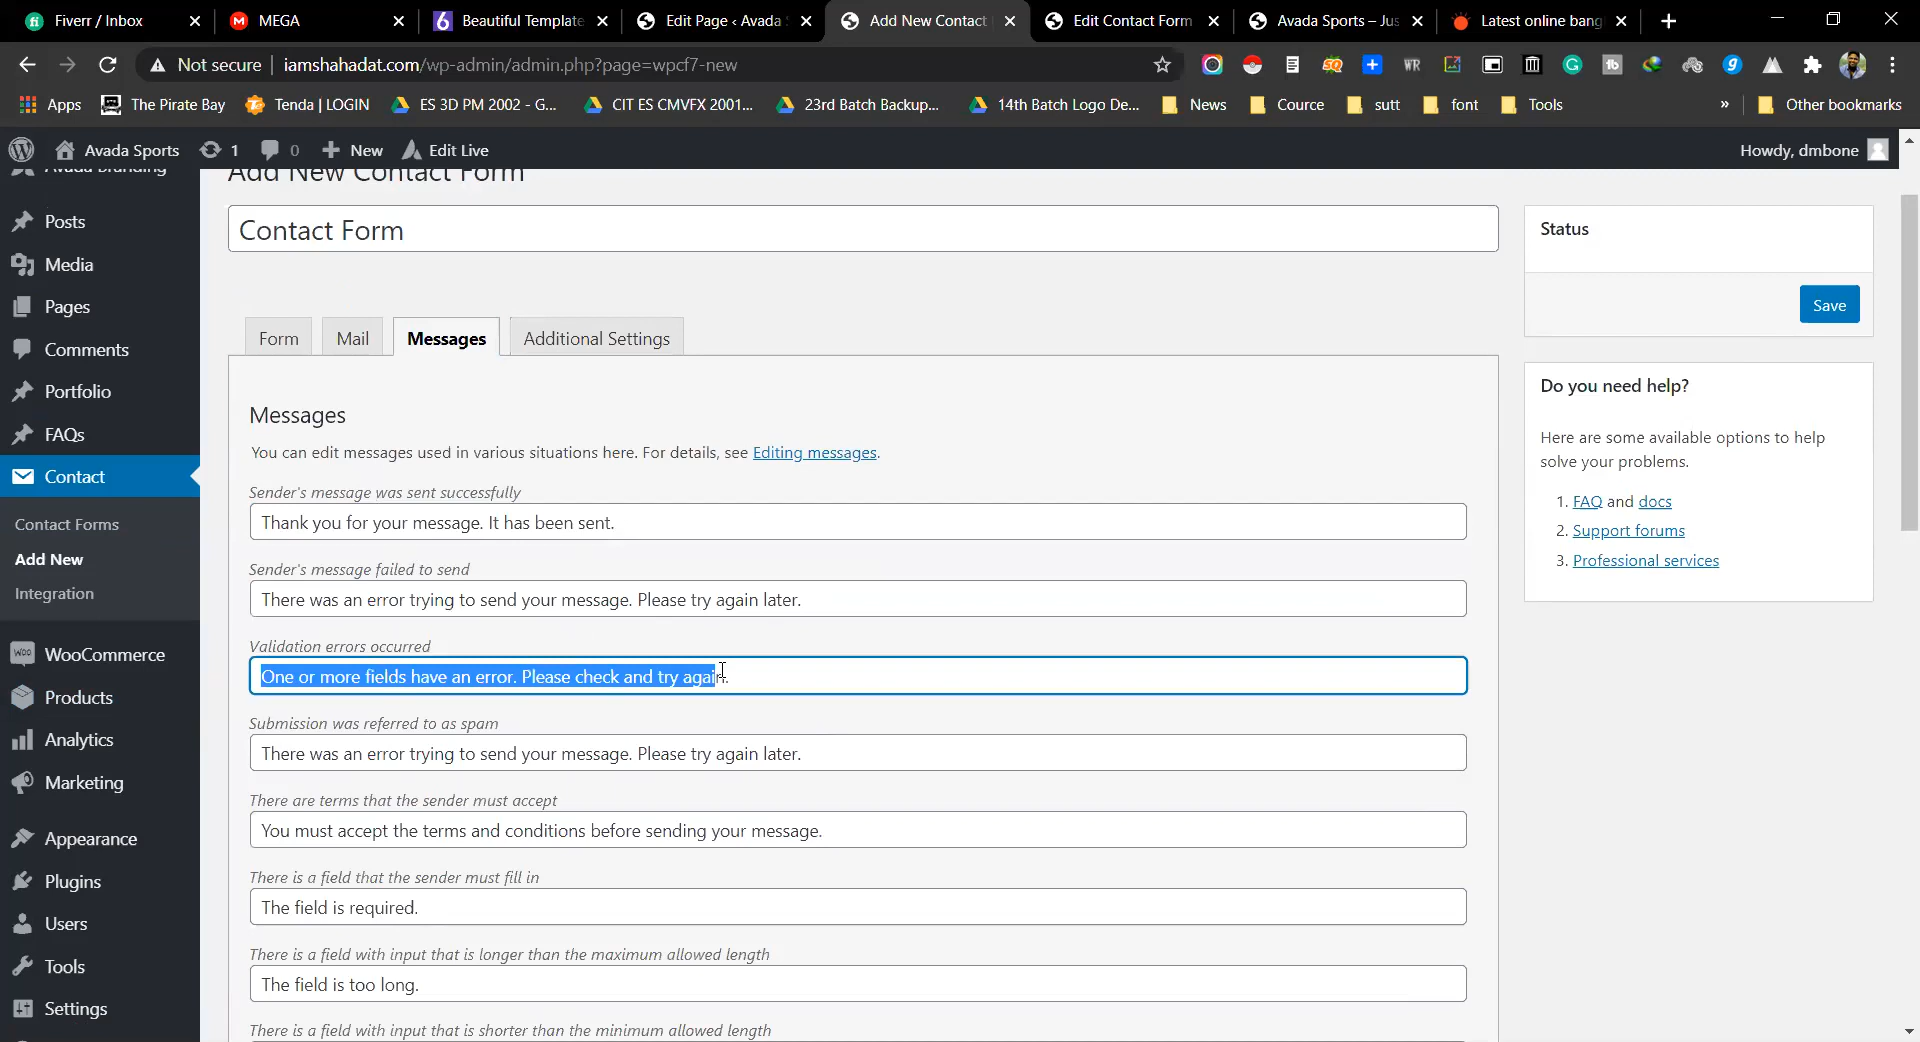 Fiverr / Inbox
MEGA
Beautiful Template
Edit Page ‹ Avada
Add New Contact
Edit Contact Form
Avada Sports – Jus
Latest online bang
Not secure
iamshahadat.com/wp-admin/admin.php?page=wpcf7-new
Apps
The Pirate Bay
Tenda | LOGIN
ES 3D PM 2002 - G...
CIT ES CMVFX 2001...
23rd Batch Backup...
14th Batch Logo De...
News
Cource
sutt
font
Tools
»
Other bookmarks
Avada Sports
1
0
New
Edit Live
Howdy, dmbone
Avada Branding
Posts
Media
Pages
Comments
Portfolio
FAQs
Contact
Contact Forms
Add New
Integration
WooCommerce
Products
Analytics
Marketing
Appearance
Plugins
Users
Tools
Settings
Add New Contact Form
Contact Form
Form
Mail
Messages
Additional Settings
Messages
You can edit messages used in various situations here. For details, see Editing messages.
Sender's message was sent successfully
Thank you for your message. It has been sent.
Sender's message failed to send
There was an error trying to send your message. Please try again later.
Validation errors occurred
One or more fields have an error. Please check and try again.
Submission was referred to as spam
There was an error trying to send your message. Please try again later.
There are terms that the sender must accept
You must accept the terms and conditions before sending your message.
There is a field that the sender must fill in
The field is required.
There is a field with input that is longer than the maximum allowed length
The field is too long.
There is a field with input that is shorter than the minimum allowed length
Status
Save
Do you need help?
Here are some available options to help
solve your problems.
1. FAQ and docs
2. Support forums
3. Professional services